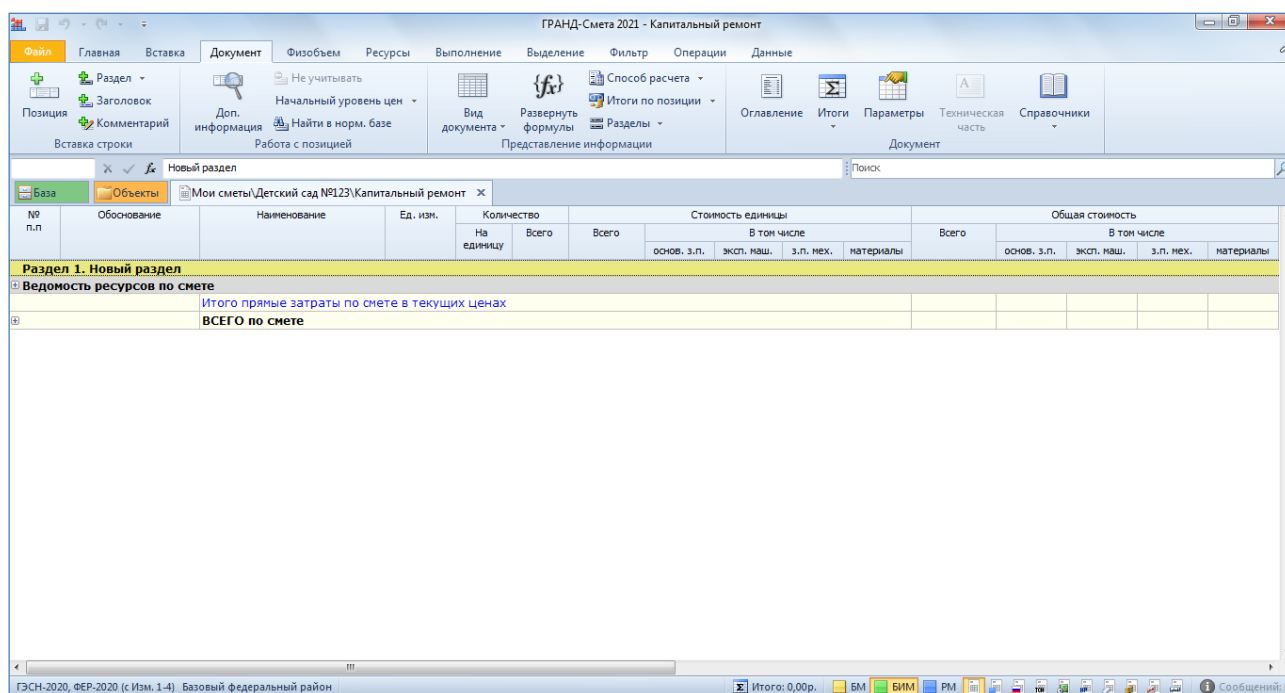 ГРАНД-Смета 2021 - Капитальный ремонт
Файл Главная Вставка Документ Физобъем Ресурсы Выполнение Выделение Фильтр Операции Данные
Позиция
Раздел
Заголовок
Комментарий
Вставка строки
Доп. информация
Не учитывать
Начальный уровень цен
Найти в норм. базе
Работа с позицией
Вид документа
Развернуть формулы
Способ расчета
Итоги по позиции
Разделы
Представление информации
Оглавление Итоги Параметры Техническая часть Справочники
Документ
fx Новый раздел Поиск
База Объекты Мои сметы\Детский сад №123\Капитальный ремонт X
№ п.п Обоснование Наименование Ед. изм. Количество Стоимость единицы Общая стоимость
На единицу Всего Всего В том числе Всего В том числе
основ. з.п. эксп. маш. з.п. мех. материалы основ. з.п. эксп. маш. з.п. мех. материалы
Раздел 1. Новый раздел
Ведомость ресурсов по смете
Итого прямые затраты по смете в текущих ценах
ВСЕГО по смете
ГЭСН-2020, ФЕР-2020 (с Изм. 1-4) Базовый федеральный район Σ Итого: 0,00р. БМ БИМ РМ Сообщений: